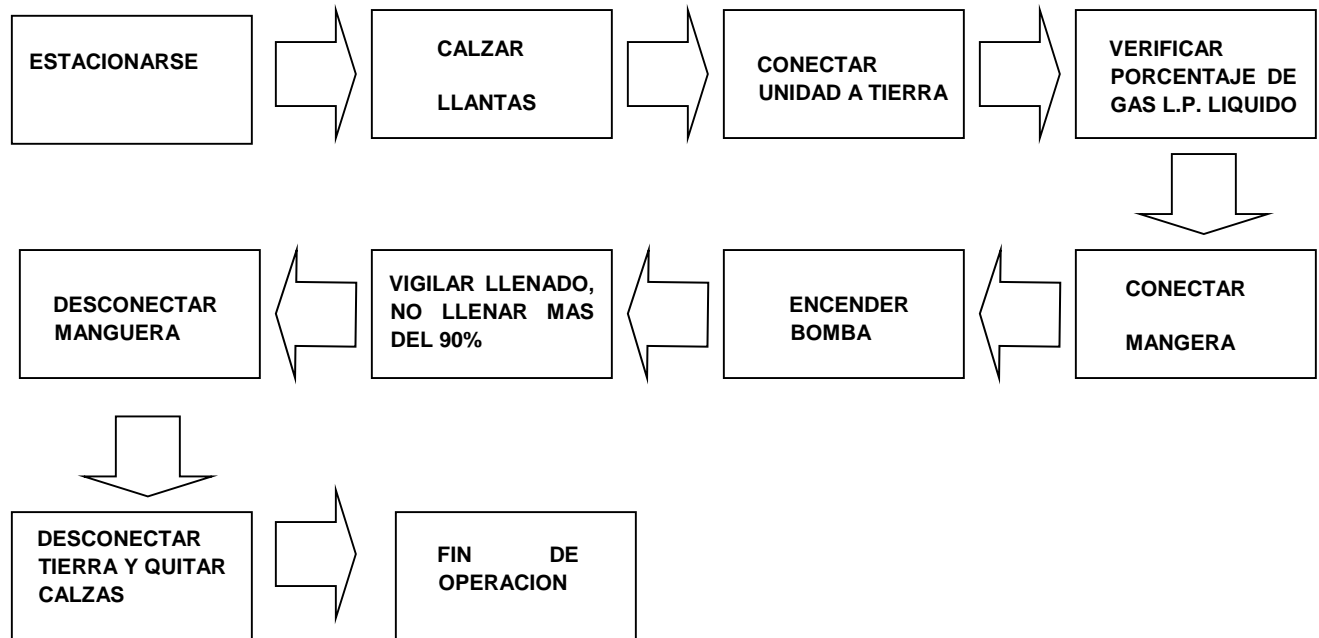 ESTACIONARSE
CALZAR
LLANTAS
CONECTAR
UNIDAD A TIERRA
VERIFICAR
PORCENTAJE DE
GAS L.P. LIQUIDO
CONECTAR
MANGERA
ENCENDER
BOMBA
VIGILAR LLENADO,
NO LLENAR MAS
DEL 90%
DESCONECTAR
MANGUERA
DESCONECTAR
TIERRA Y QUITAR
CALZAS
FIN DE
OPERACION